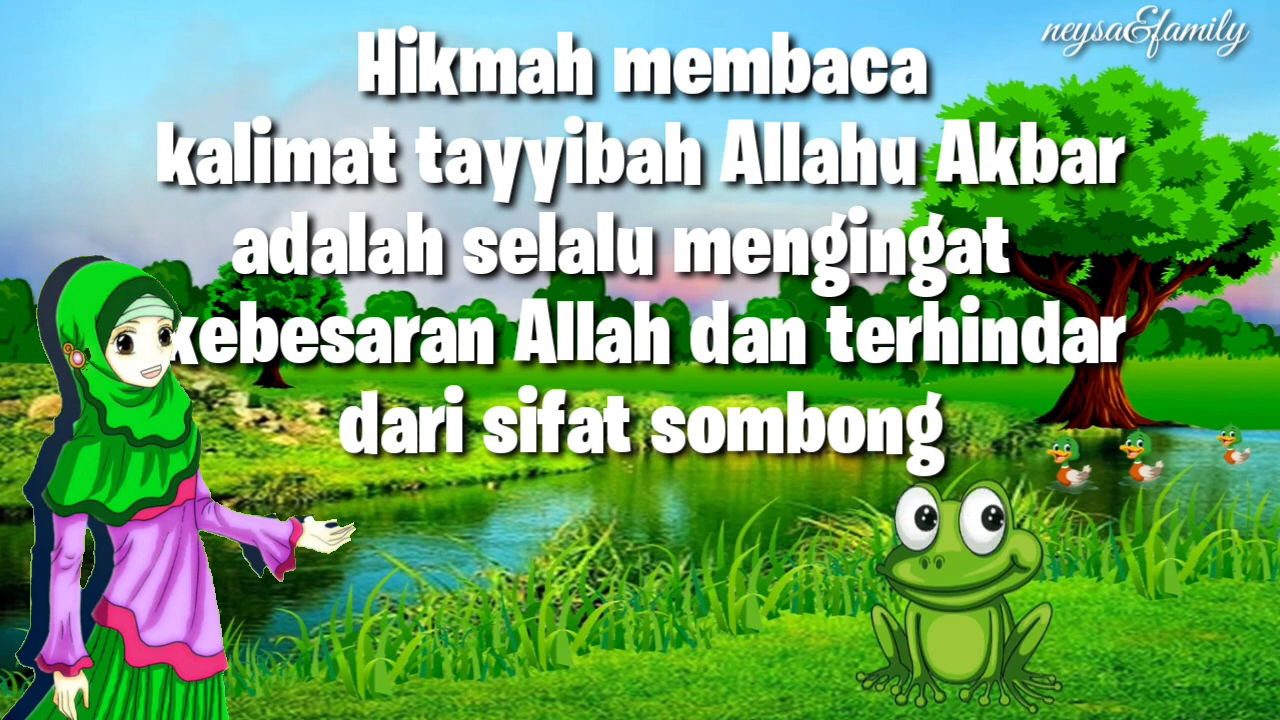 neysa&family
Hikmah membaca
kalimat tayyibah Allahu Akbar
adalah selalu mengingat
kebesaran Allah dan terhindar
dari sifat sombong